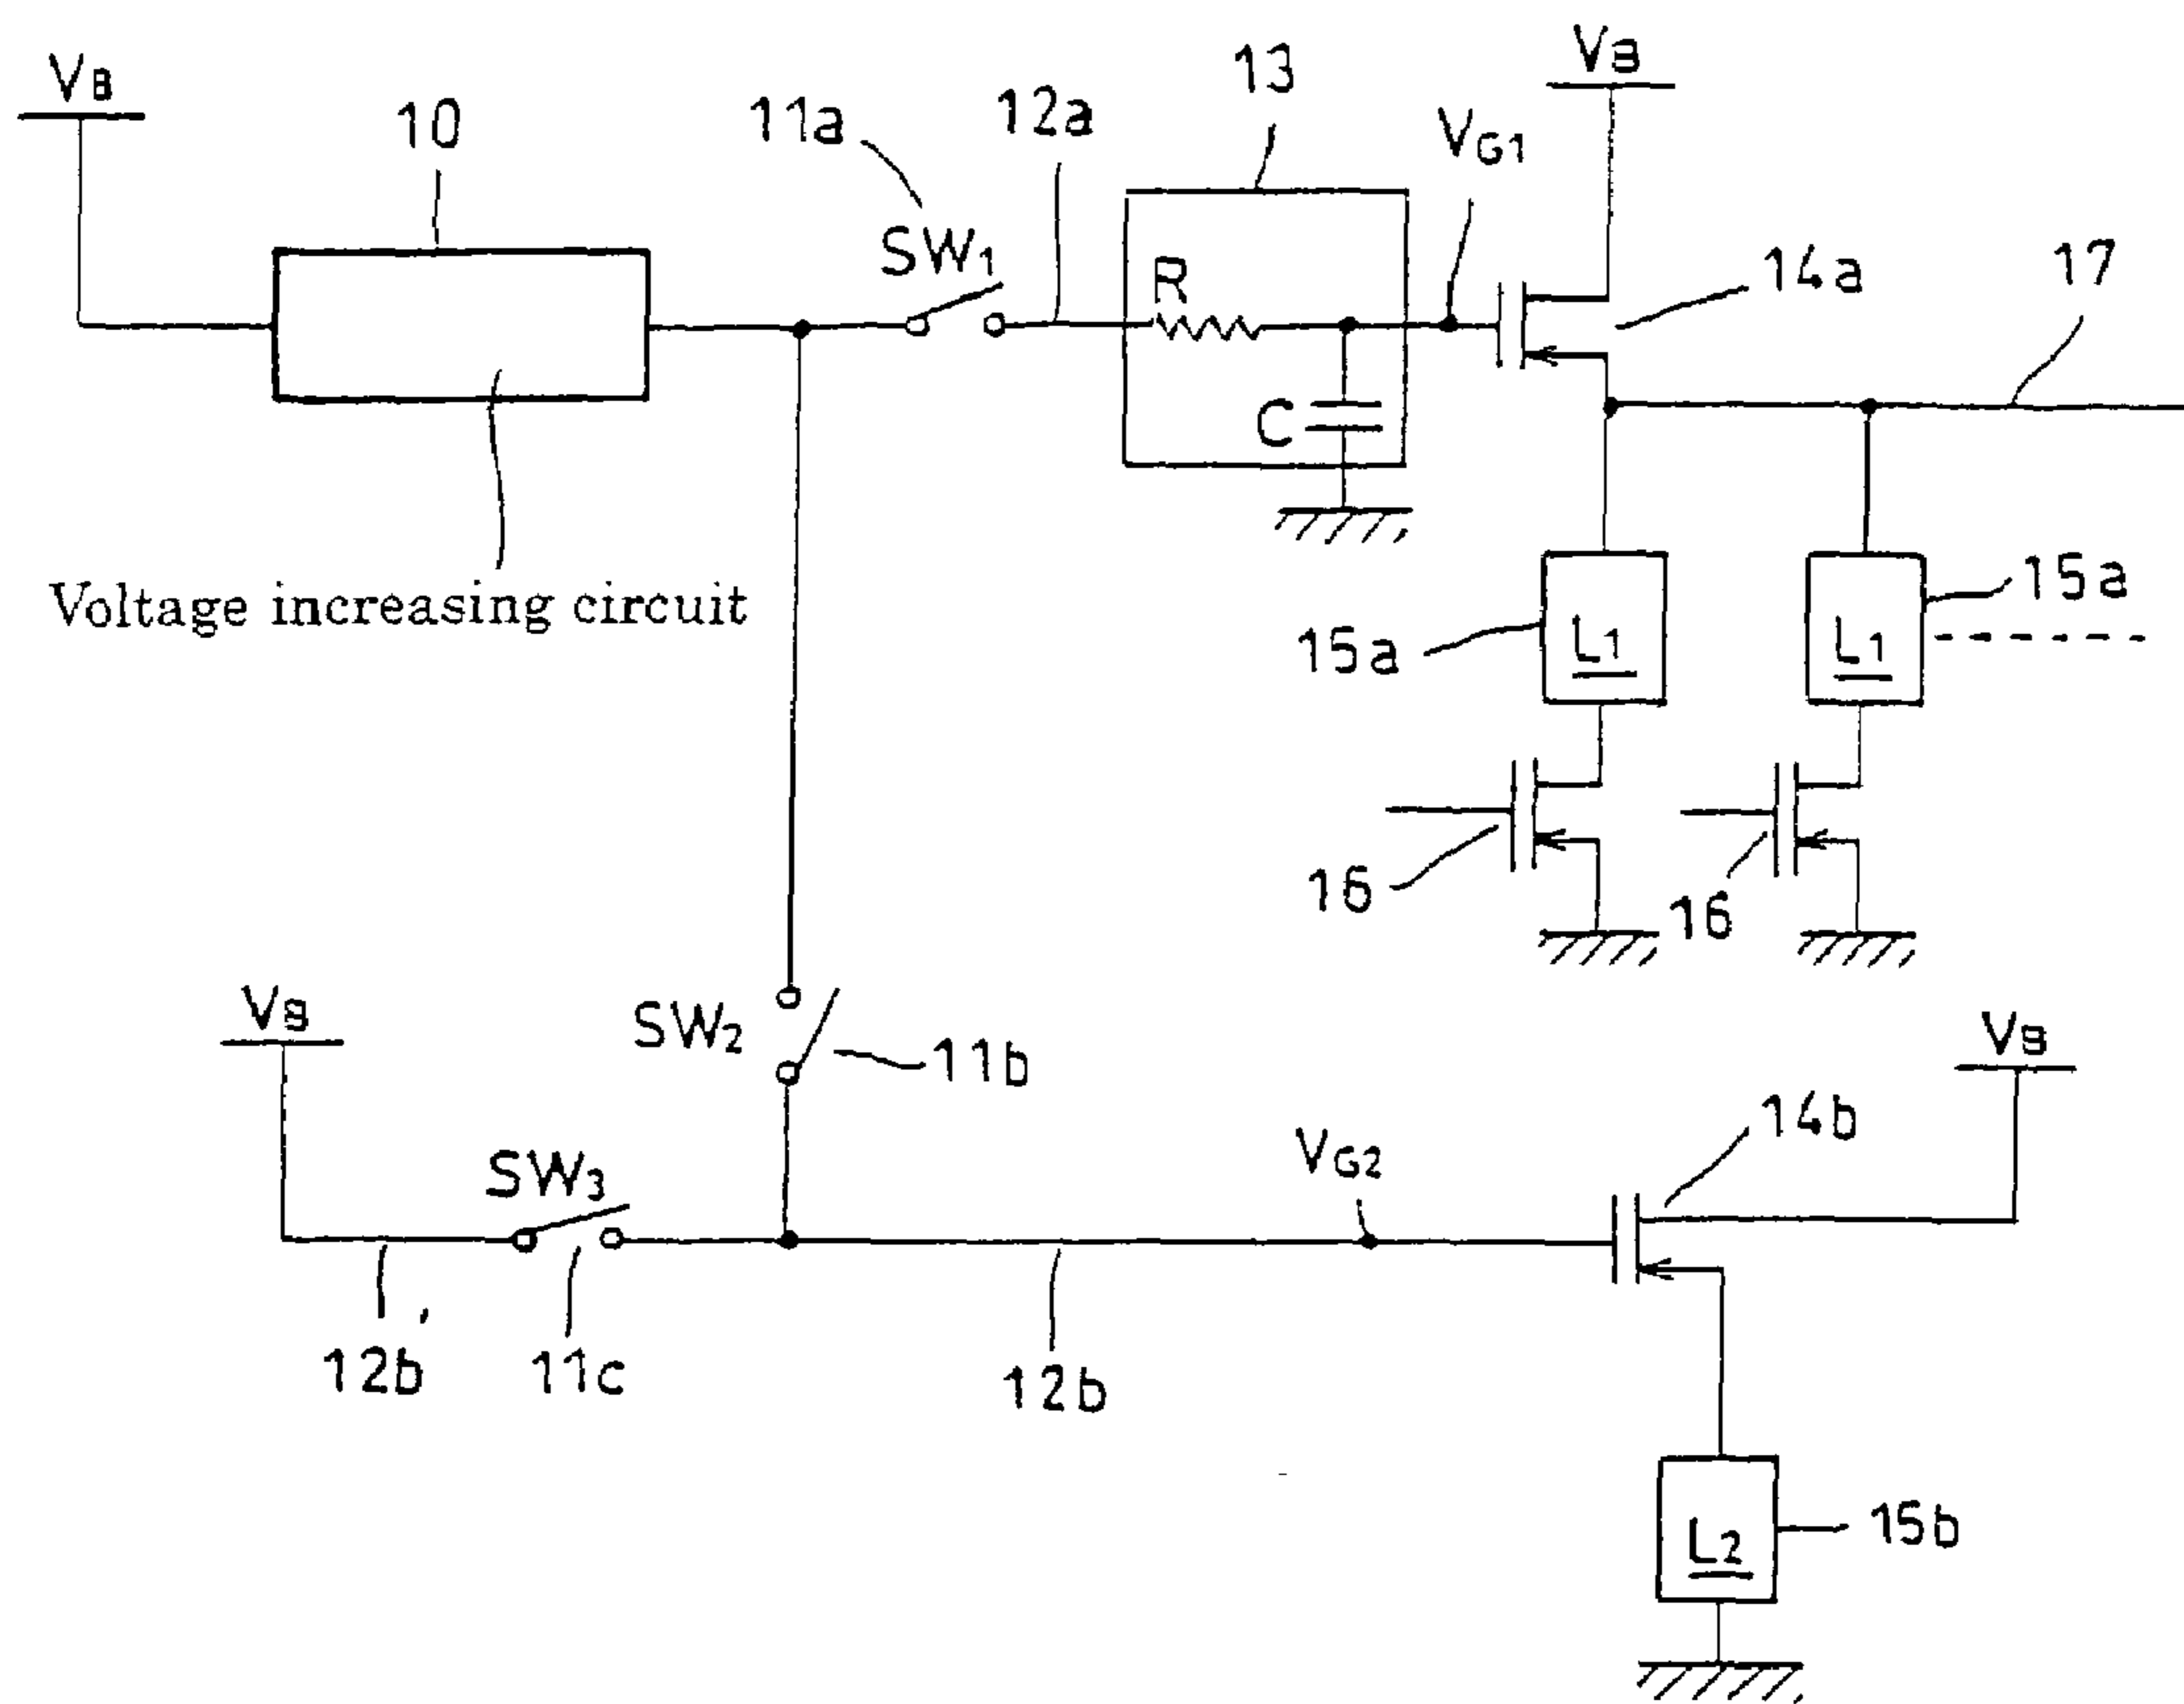 VB
10
11a
12a
13
VG1
VB
SW1
R
14a
17
C
Voltage increasing circuit
15a
L1
L1
15a
16
16
VB
SW2
11b
VB
SW3
VG2
14b
12b'
11c
12b
L2
15b